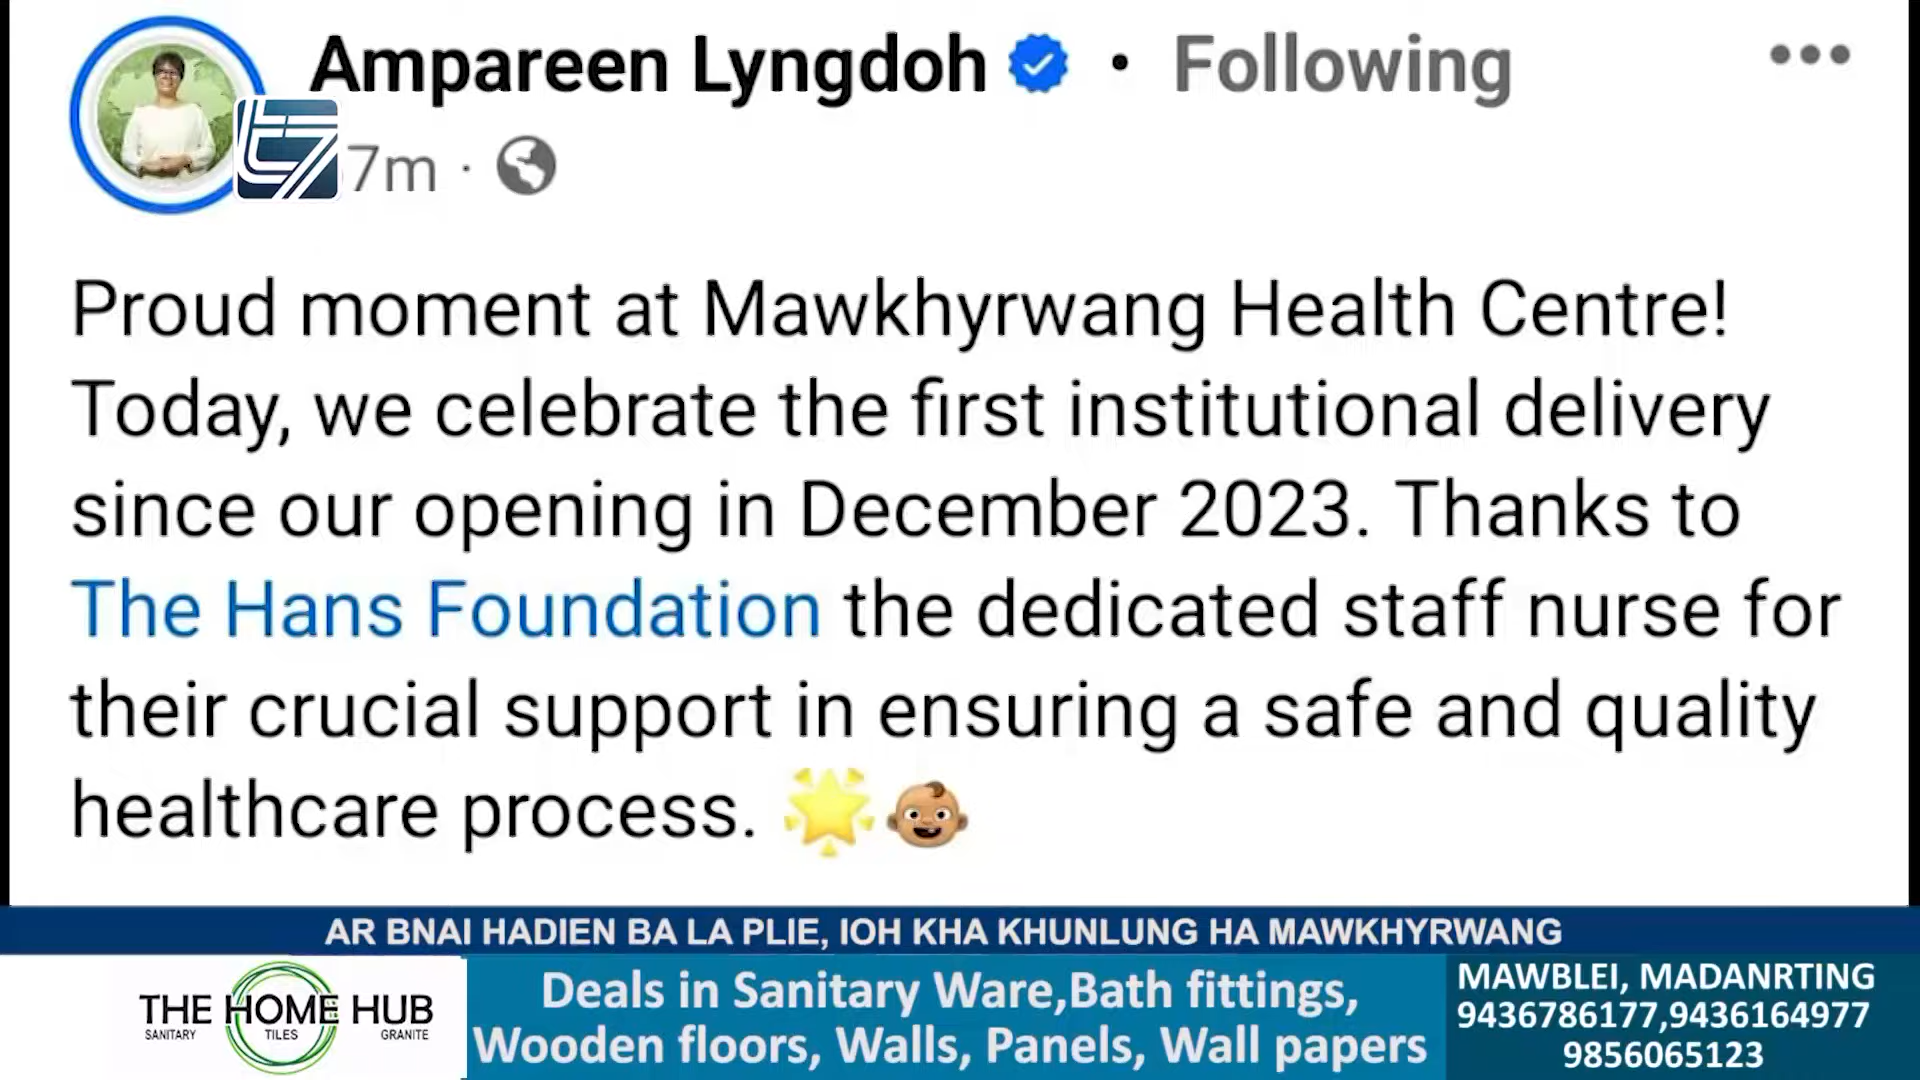 Ampareen Lyngdoh • Following
7m
Proud moment at Mawkhyrwang Health Centre!
Today, we celebrate the first institutional delivery
since our opening in December 2023. Thanks to
The Hans Foundation the dedicated staff nurse for
their crucial support in ensuring a safe and quality
healthcare process. 🌟👶🏽
AR BNAI HADIEN BA LA PLIE, IOH KHA KHUNLUNG HA MAWKHYRWANG
THE HOME HUB
SANITARY TILES GRANITE
Deals in Sanitary Ware,Bath fittings,
Wooden floors, Walls, Panels, Wall papers
MAWBLEI, MADANRTING
9436786177,9436164977
9856065123